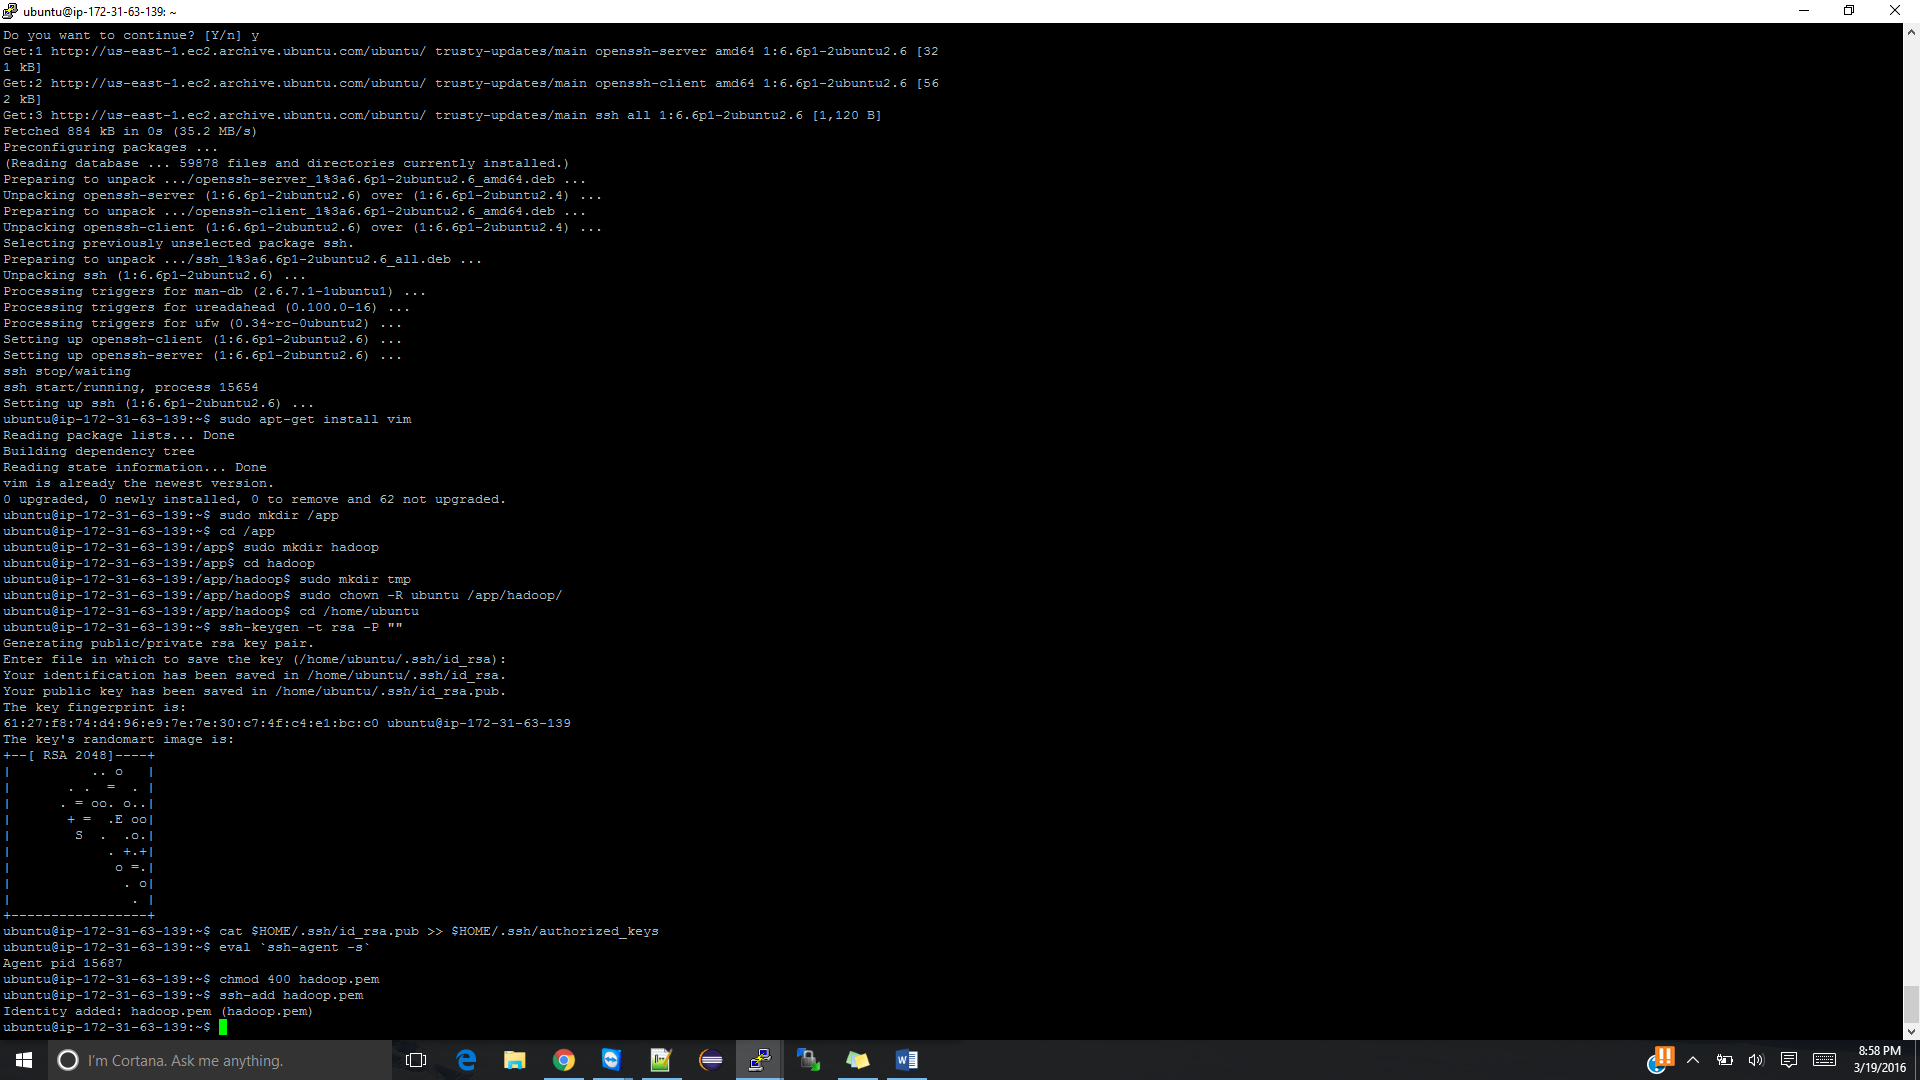 ubuntu@ip-172-31-63-139: ~
Do you want to continue? [Y/n] y
Get:1 http://us-east-1.ec2.archive.ubuntu.com/ubuntu/ trusty-updates/main openssh-server amd64 1:6.6p1-2ubuntu2.6 [32
1 kB]
Get:2 http://us-east-1.ec2.archive.ubuntu.com/ubuntu/ trusty-updates/main openssh-client amd64 1:6.6p1-2ubuntu2.6 [56
2 kB]
Get:3 http://us-east-1.ec2.archive.ubuntu.com/ubuntu/ trusty-updates/main ssh all 1:6.6p1-2ubuntu2.6 [1,120 B]
Fetched 884 kB in 0s (35.2 MB/s)
Preconfiguring packages ...
(Reading database ... 59878 files and directories currently installed.)
Preparing to unpack .../openssh-server_1%3a6.6p1-2ubuntu2.6_amd64.deb ...
Unpacking openssh-server (1:6.6p1-2ubuntu2.6) over (1:6.6p1-2ubuntu2.4) ...
Preparing to unpack .../openssh-client_1%3a6.6p1-2ubuntu2.6_amd64.deb ...
Unpacking openssh-client (1:6.6p1-2ubuntu2.6) over (1:6.6p1-2ubuntu2.4) ...
Selecting previously unselected package ssh.
Preparing to unpack .../ssh_1%3a6.6p1-2ubuntu2.6_all.deb ...
Unpacking ssh (1:6.6p1-2ubuntu2.6) ...
Processing triggers for man-db (2.6.7.1-1ubuntu1) ...
Processing triggers for ureadahead (0.100.0-16) ...
Processing triggers for ufw (0.34~rc-0ubuntu2) ...
Setting up openssh-client (1:6.6p1-2ubuntu2.6) ...
Setting up openssh-server (1:6.6p1-2ubuntu2.6) ...
ssh stop/waiting
ssh start/running, process 15654
Setting up ssh (1:6.6p1-2ubuntu2.6) ...
ubuntu@ip-172-31-63-139:~$ sudo apt-get install vim
Reading package lists... Done
Building dependency tree
Reading state information... Done
vim is already the newest version.
0 upgraded, 0 newly installed, 0 to remove and 62 not upgraded.
ubuntu@ip-172-31-63-139:~$ sudo mkdir /app
ubuntu@ip-172-31-63-139:~$ cd /app
ubuntu@ip-172-31-63-139:/app$ sudo mkdir hadoop
ubuntu@ip-172-31-63-139:/app$ cd hadoop
ubuntu@ip-172-31-63-139:/app/hadoop$ sudo mkdir tmp
ubuntu@ip-172-31-63-139:/app/hadoop$ sudo chown -R ubuntu /app/hadoop/
ubuntu@ip-172-31-63-139:/app/hadoop$ cd /home/ubuntu
ubuntu@ip-172-31-63-139:~$ ssh-keygen -t rsa -P ""
Generating public/private rsa key pair.
Enter file in which to save the key (/home/ubuntu/.ssh/id_rsa):
Your identification has been saved in /home/ubuntu/.ssh/id_rsa.
Your public key has been saved in /home/ubuntu/.ssh/id_rsa.pub.
The key fingerprint is:
61:27:f8:74:d4:96:e9:7e:7e:30:c7:4f:c4:e1:bc:c0 ubuntu@ip-172-31-63-139
The key's randomart image is:
+--[ RSA 2048]----+
|          .. o   |
|       . .  =  . |
|      . = oo. o..|
|       + =  .E oo|
|        S  .  .o.|
|            . +.+|
|             o =.|
|              . o|
|               . |
+-----------------+
ubuntu@ip-172-31-63-139:~$ cat $HOME/.ssh/id_rsa.pub >> $HOME/.ssh/authorized_keys
ubuntu@ip-172-31-63-139:~$ eval `ssh-agent -s`
Agent pid 15687
ubuntu@ip-172-31-63-139:~$ chmod 400 hadoop.pem
ubuntu@ip-172-31-63-139:~$ ssh-add hadoop.pem
Identity added: hadoop.pem (hadoop.pem)
ubuntu@ip-172-31-63-139:~$
I'm Cortana. Ask me anything.
8:58 PM
3/19/2016